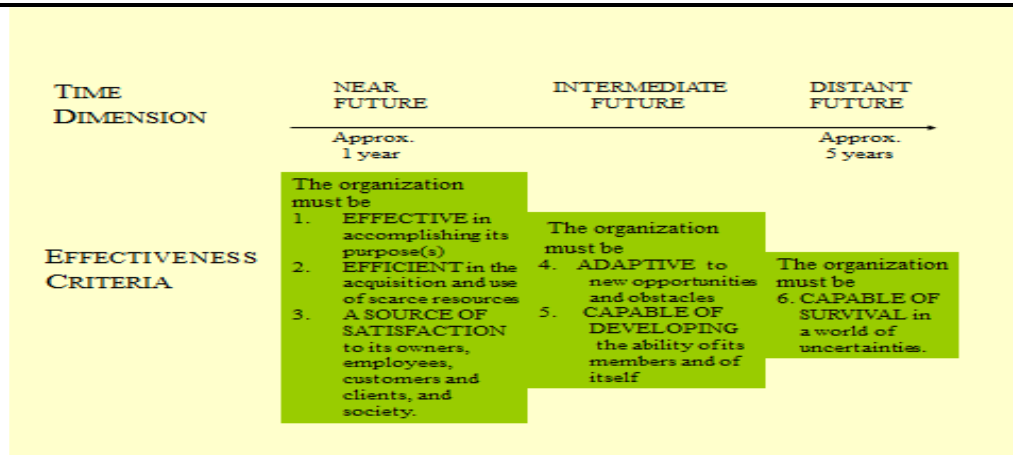 TIME
DIMENSION
NEAR
FUTURE
INTERMEDIATE
FUTURE
DISTANT
FUTURE
Approx.
1 year
Approx.
5 years
EFFECTIVENESS
CRITERIA
The organization
must be
1. EFFECTIVE in
accomplishing its
purpose(s)
2. EFFICIENT in the
acquisition and use
of scarce resources
3. A SOURCE OF
SATISFACTION
to its owners,
employees,
customers and
clients, and
society.
The organization
must be
4. ADAPTIVE to
new opportunities
and obstacles
5. CAPABLE OF
DEVELOPING
the ability of its
members and of
itself
The organization
must be
6. CAPABLE OF
SURVIVAL in
a world of
uncertainties.